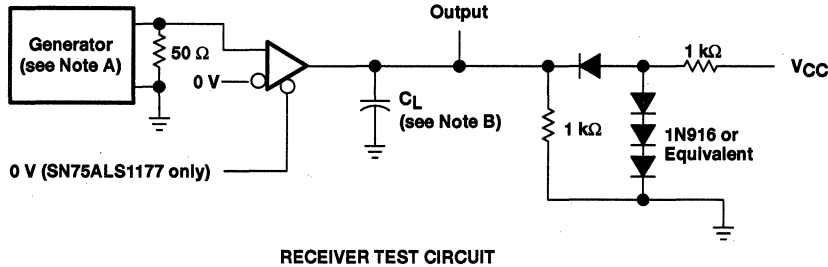 Output
Generator
(see Note A)
50 Ω
0 V
CL
(see Note B)
1 kΩ
VCC
1 kΩ
1N916 or
Equivalent
0 V (SN75ALS1177 only)
RECEIVER TEST CIRCUIT